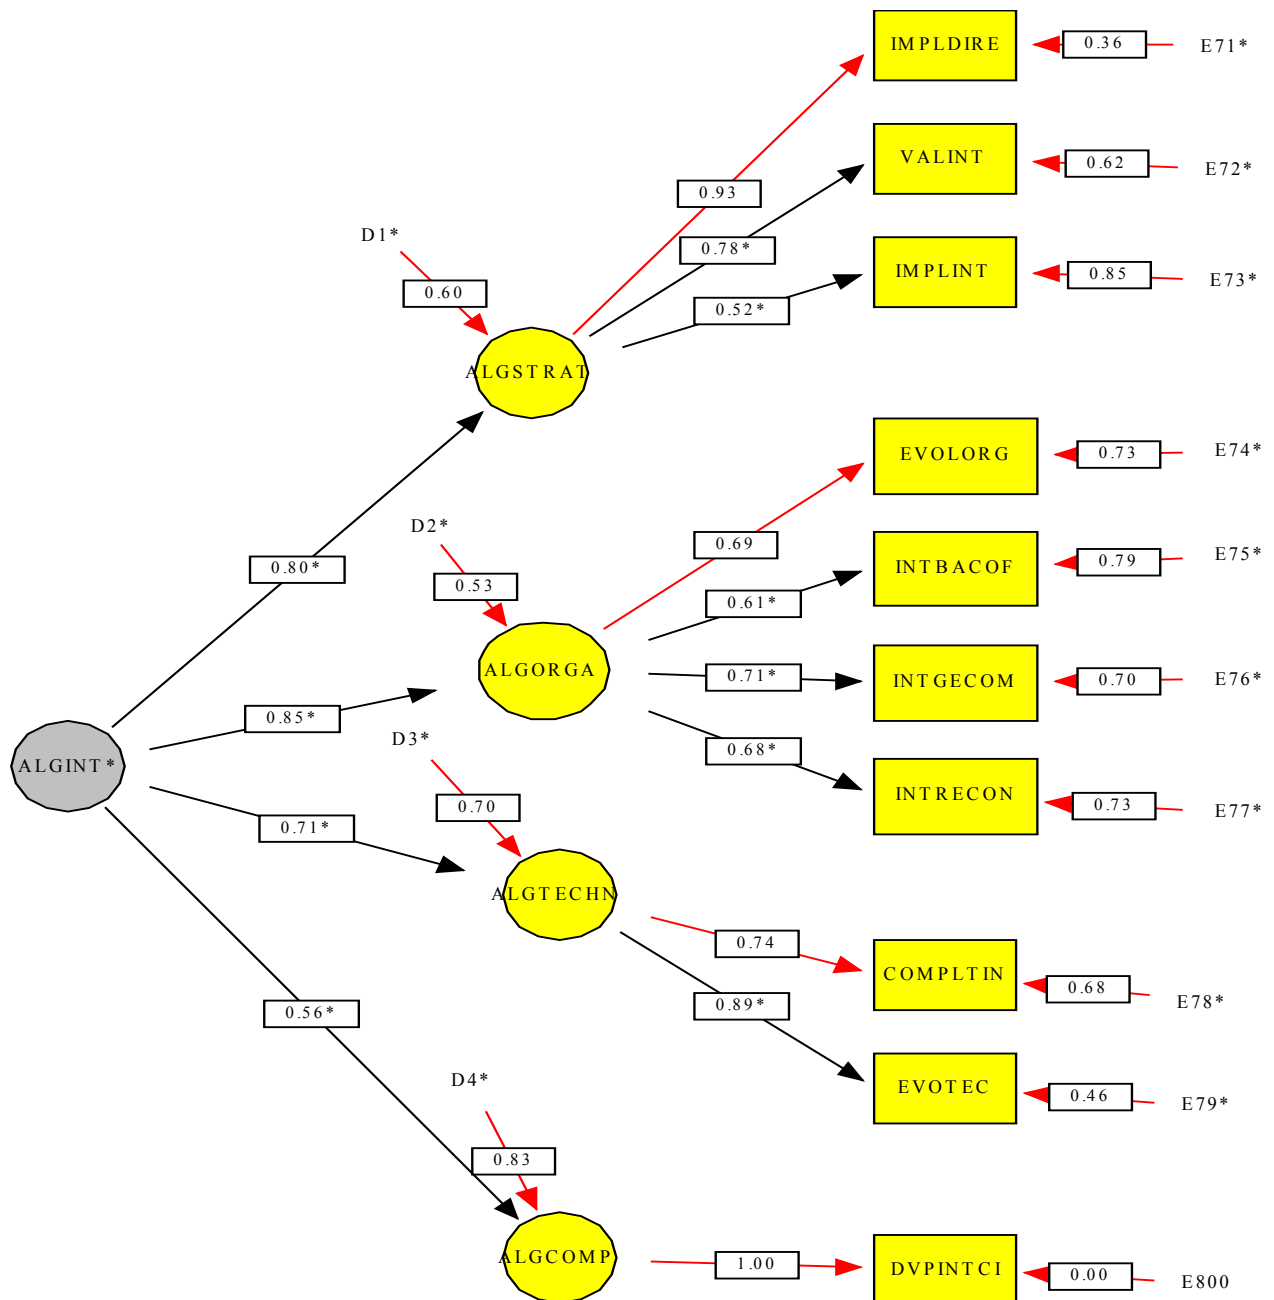 IMPLDIRE
0.36
E71*
VALINT
0.62
E72*
0.93
D1*
0.78*
IMPLINT
0.85
E73*
0.60
0.52*
ALGSTRAT
EVOLORG
0.73
E74*
D2*
0.69
0.80*
0.53
INTBACOF
0.79
E75*
0.61*
ALGORGA
0.71*
INTGECOM
0.70
E76*
0.85*
D3*
0.68*
ALGINT*
INTRECON
0.73
E77*
0.70
0.71*
ALGTECHN
0.74
COMPLTIN
0.68
E78*
0.56*
0.89*
D4*
EVOTEC
0.46
E79*
0.83
ALGCOMP
1.00
DVPINTCI
0.00
E800